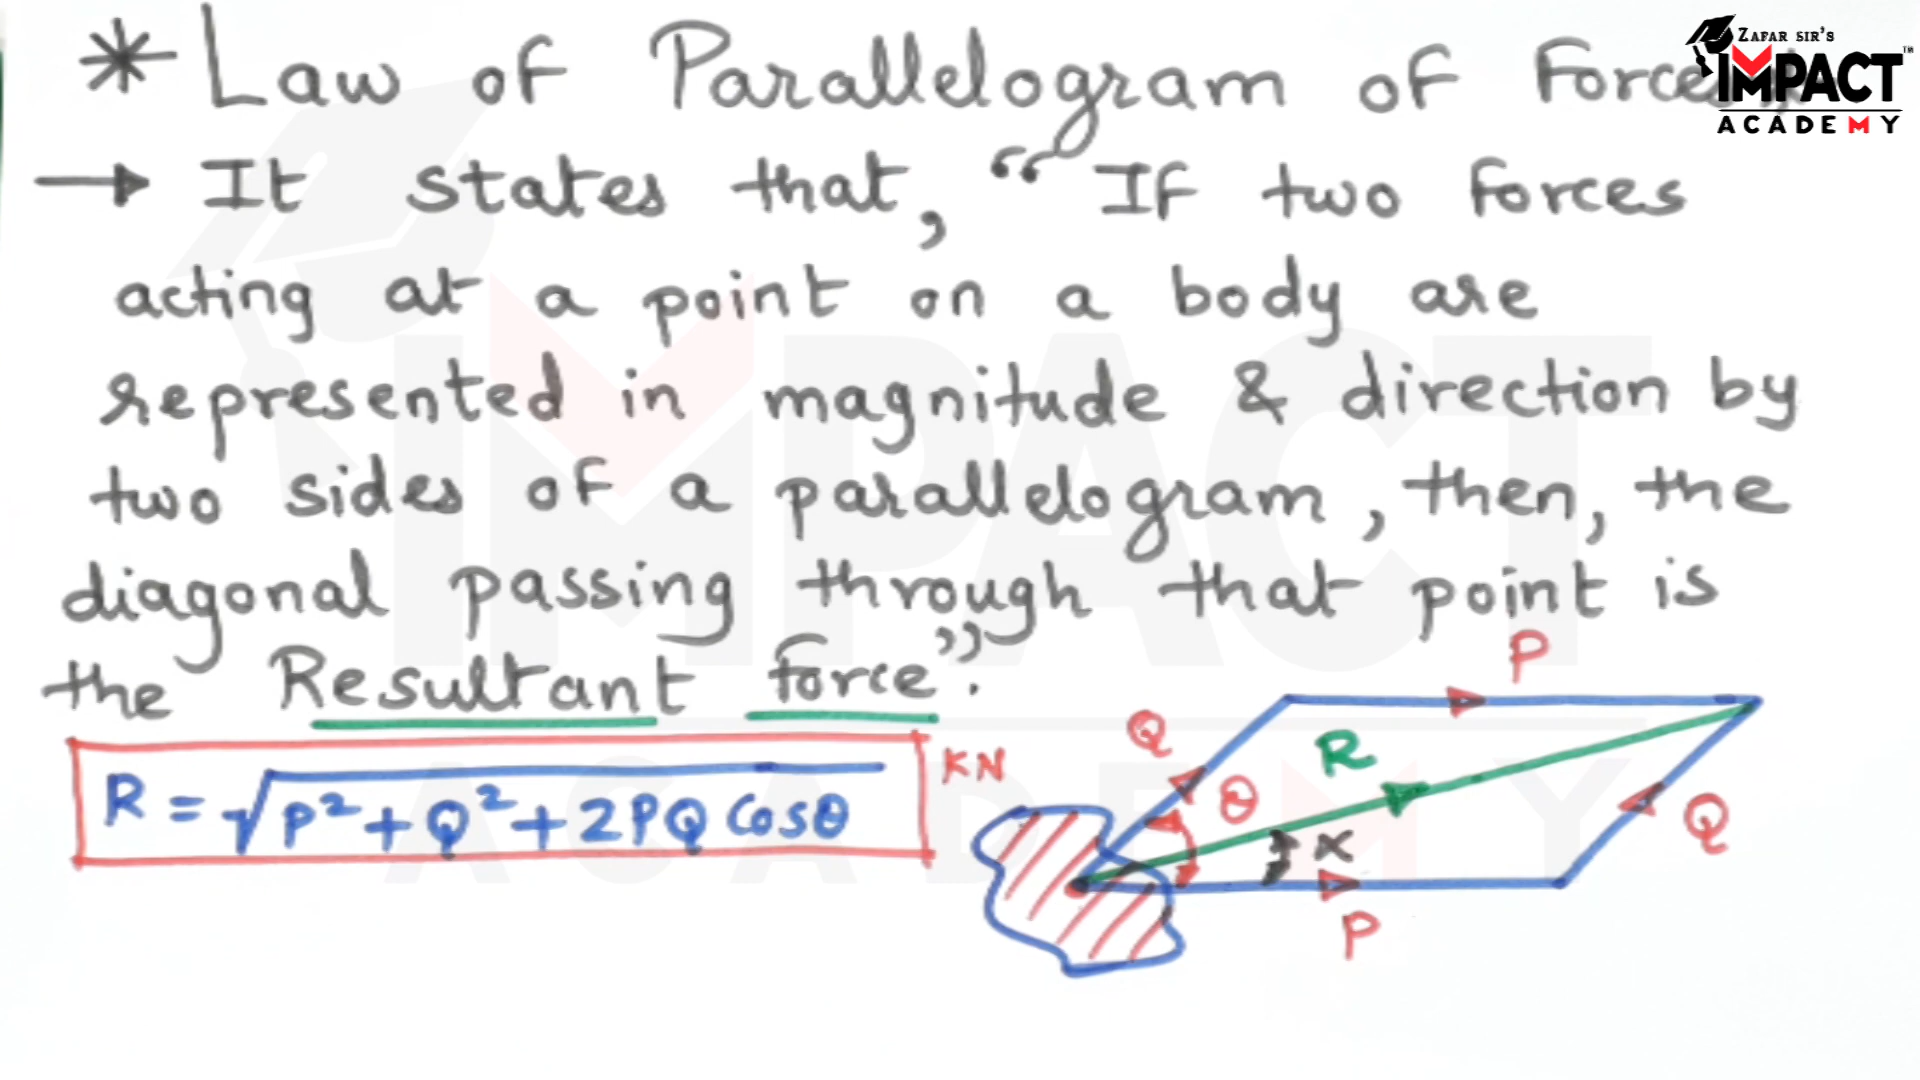 * Law of Parallelogram of Forces
→ It states that, “ If two forces
acting at a point on a body are
represented in magnitude & direction by
two sides of a parallelogram, then, the
diagonal passing through that point is
the Resultant force”.
R = √P² + Q² + 2PQ Cosθ KN
P
Q
θ
R
α
Q
P
ZAFAR SIR'S
IMPACT™
ACADEMY
IMPACT
ACADEMY